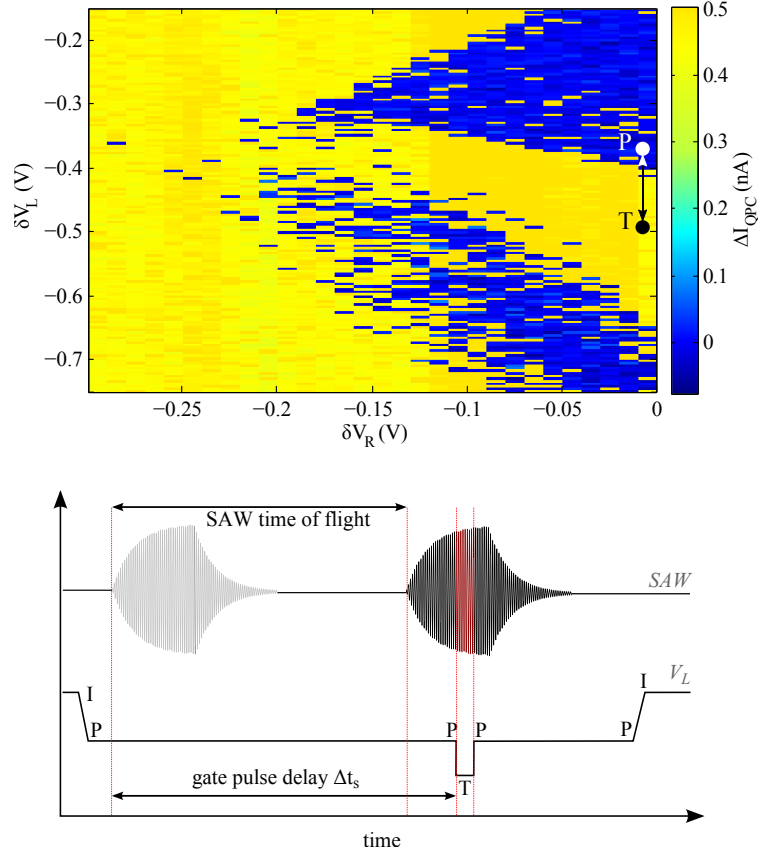 −0.2
−0.3
−0.4
−0.5
−0.6
−0.7
δV_L (V)
−0.25
−0.2
−0.15
−0.1
−0.05
0
δV_R (V)
P
T
0.5
0.4
0.3
0.2
0.1
0
ΔI_QPC (nA)
SAW time of flight
SAW
V_L
I
P
P
P
T
P
I
gate pulse delay Δt_s
time